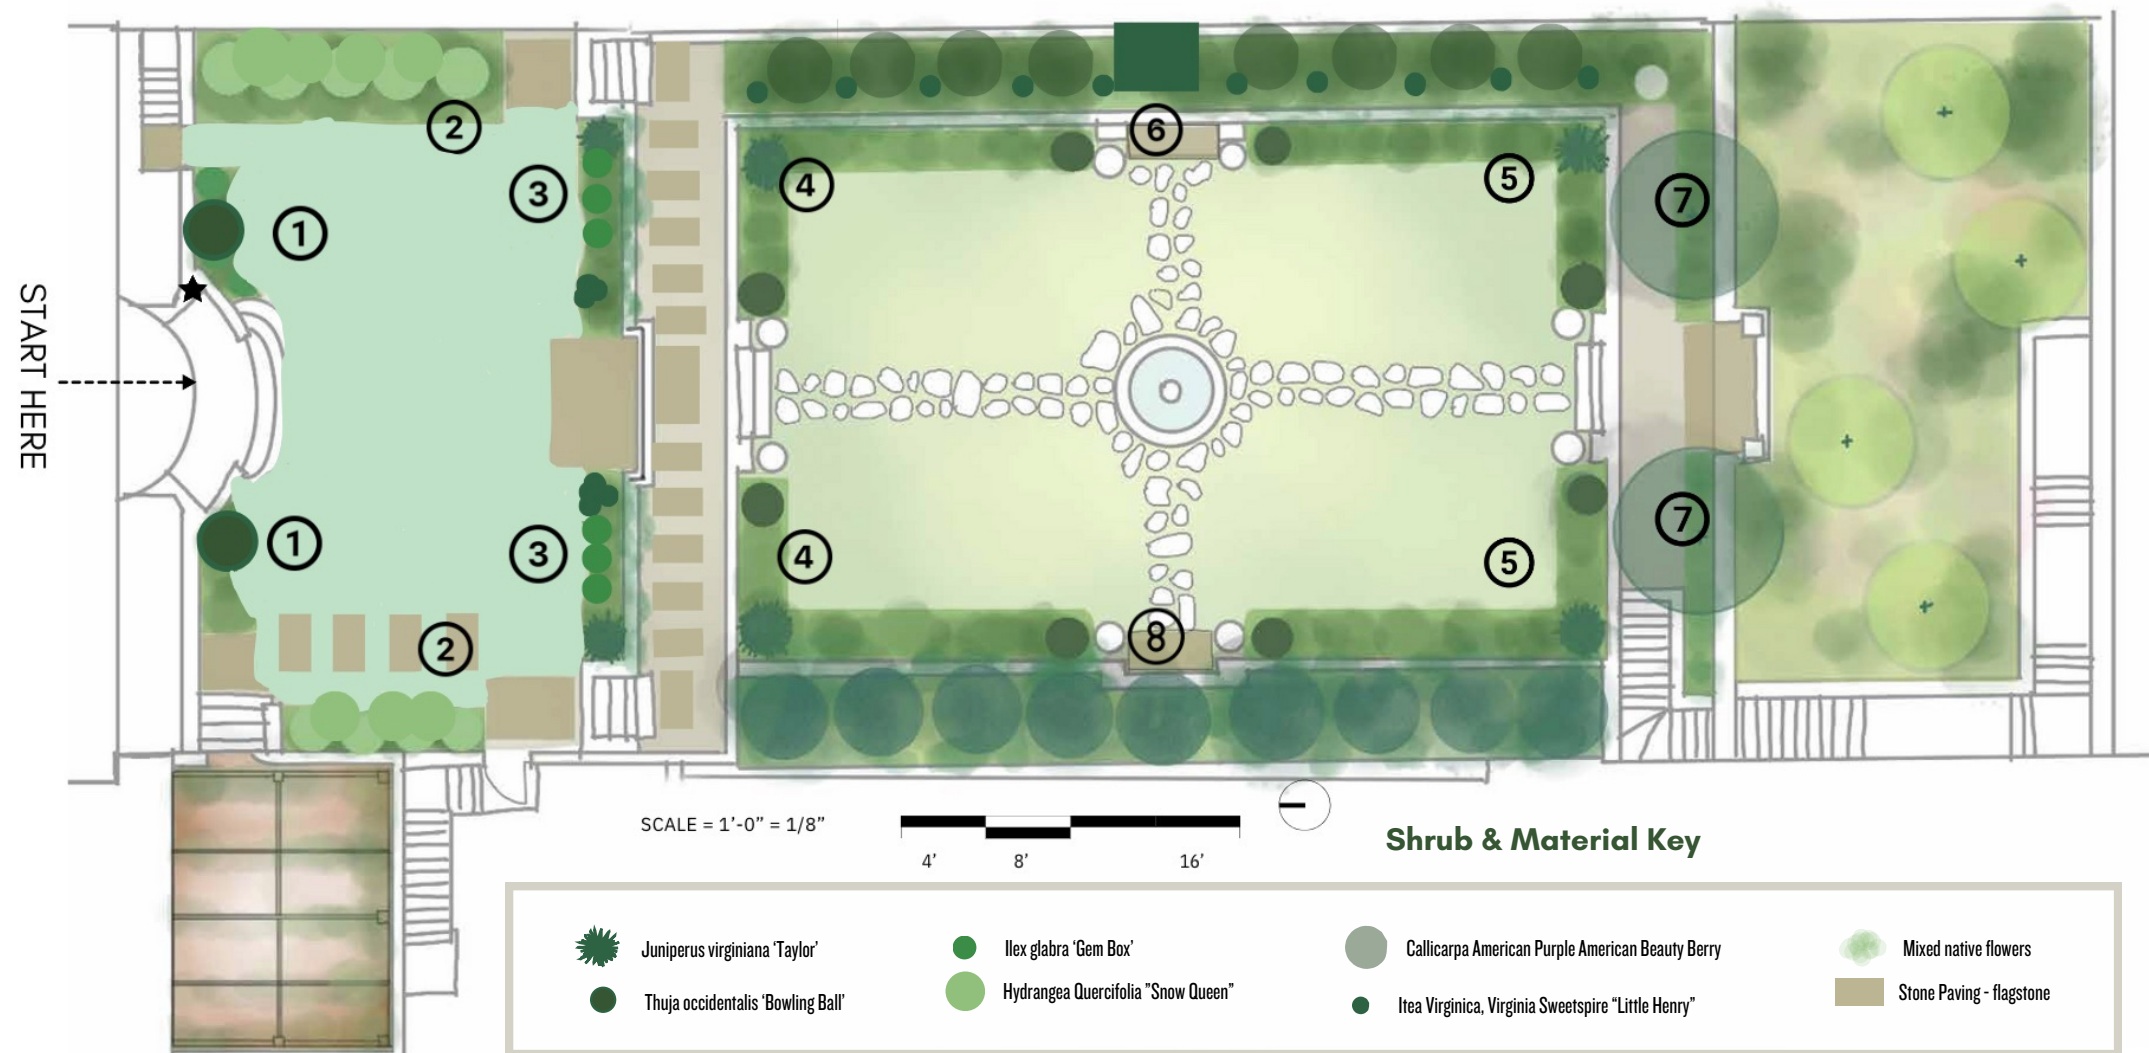 START HERE
2
3
1
4
6
5
7
1
3
2
4
8
5
7
SCALE = 1'-0" = 1/8"
4' 8' 16'
Shrub & Material Key
Juniperus virginiana ‘Taylor’
Ilex glabra ‘Gem Box’
Callicarpa American Purple American Beauty Berry
Mixed native flowers
Thuja occidentalis ‘Bowling Ball’
Hydrangea Quercifolia ”Snow Queen”
Itea Virginica, Virginia Sweetspire “Little Henry”
Stone Paving - flagstone